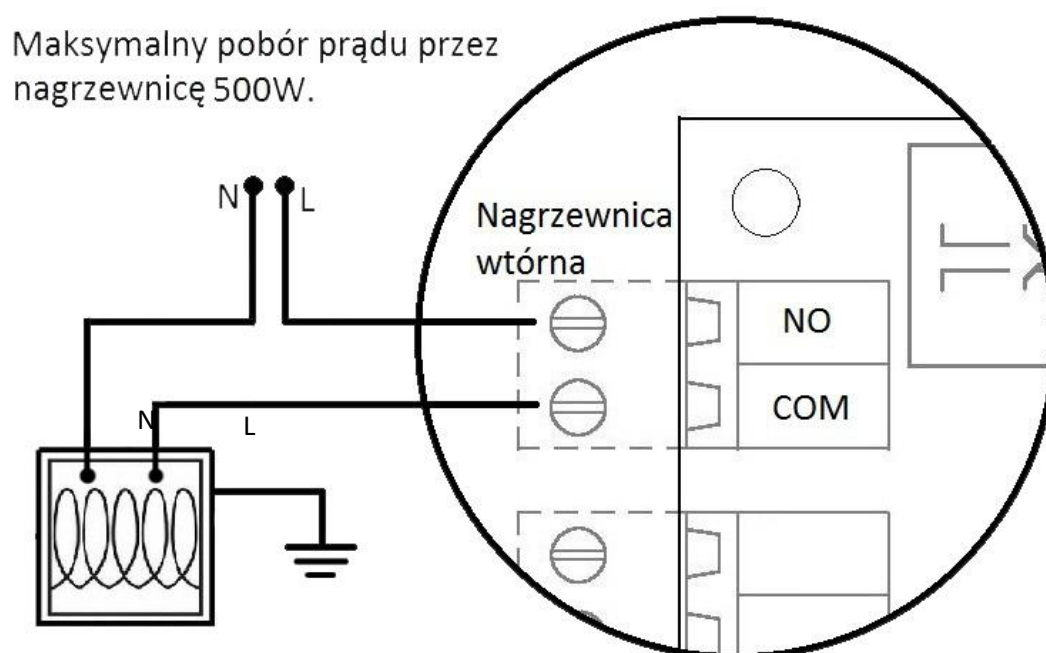 Maksymalny pobór prądu przez
nagrzewnicę 500W.
N L
Nagrzewnica
wtórna
NO
COM
N L